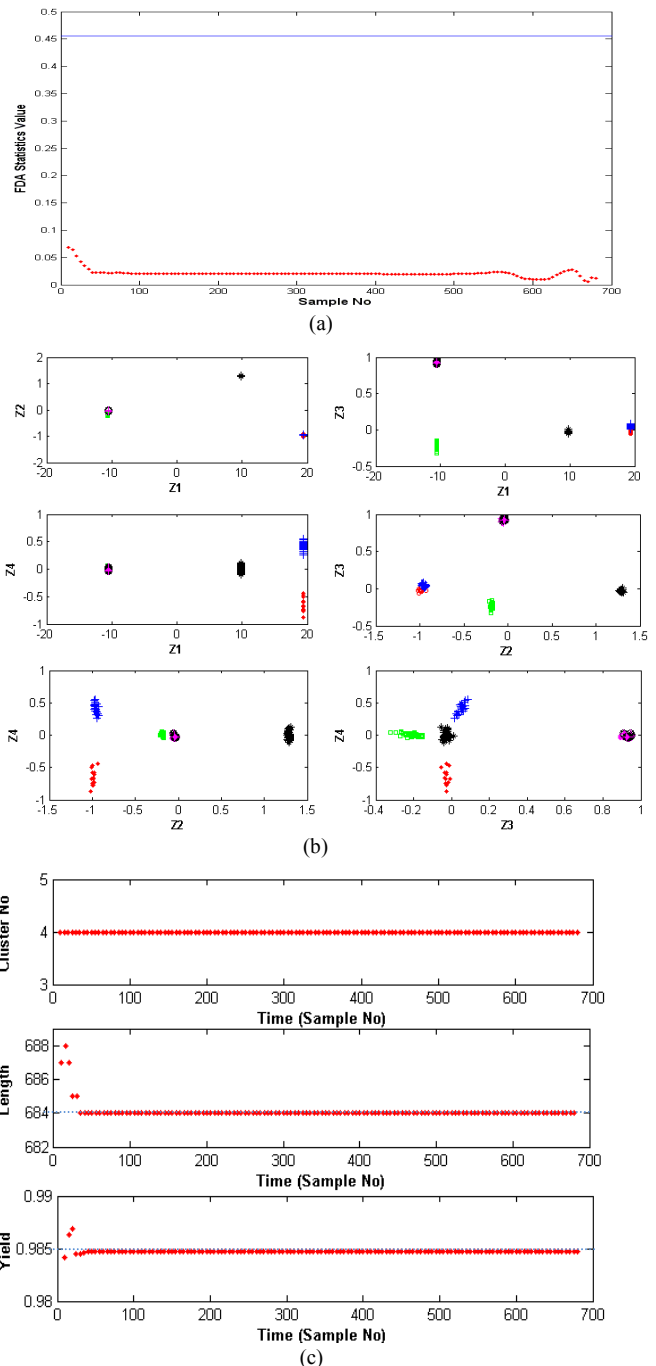 0.5
0.45
0.4
0.35
0.3
0.25
0.2
0.15
0.1
0.05
0
FDA Statistics Value
0 100 200 300 400 500 600 700
Sample No
(a)
2
1
0
-1
-2
Z2
-20 -10 0 10 20
Z1
1
0.5
0
-0.5
Z3
-20 -10 0 10 20
Z1
1
0.5
0
-0.5
-1
Z4
-20 -10 0 10 20
Z1
1
0.5
0
-0.5
Z3
-1.5 -1 -0.5 0 0.5 1 1.5
Z2
1
0.5
0
-0.5
-1
Z4
-1.5 -1 -0.5 0 0.5 1 1.5
Z2
1
0.5
0
-0.5
-1
Z4
-0.4 -0.2 0 0.2 0.4 0.6 0.8 1
Z3
(b)
5
4
3
Cluster No
0 100 200 300 400 500 600 700
Time (Sample No)
688
686
684
682
Length
0 100 200 300 400 500 600 700
Time (Sample No)
0.99
0.985
0.98
Yield
0 100 200 300 400 500 600 700
Time (Sample No)
(c)